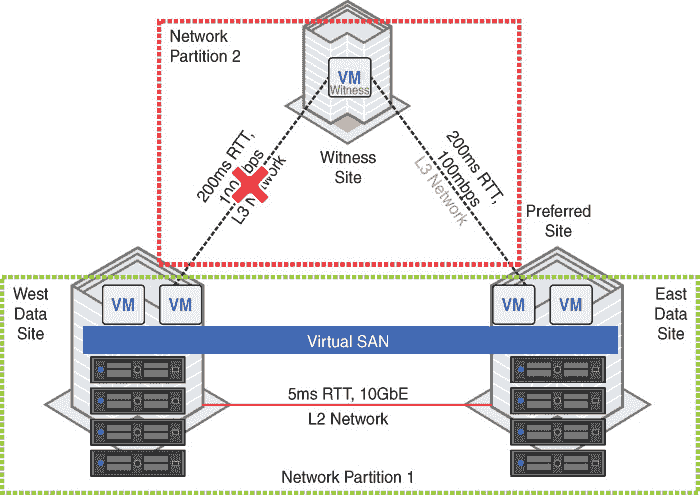 Network
Partition 2
VM
Witness
Witness
Site
200ms RTT,
100mbps
L3 Network
200ms RTT,
100mbps
L3 Network
Preferred
Site
West
Data
Site
VM
VM
VM
VM
East
Data
Site
Virtual SAN
5ms RTT, 10GbE
L2 Network
Network Partition 1